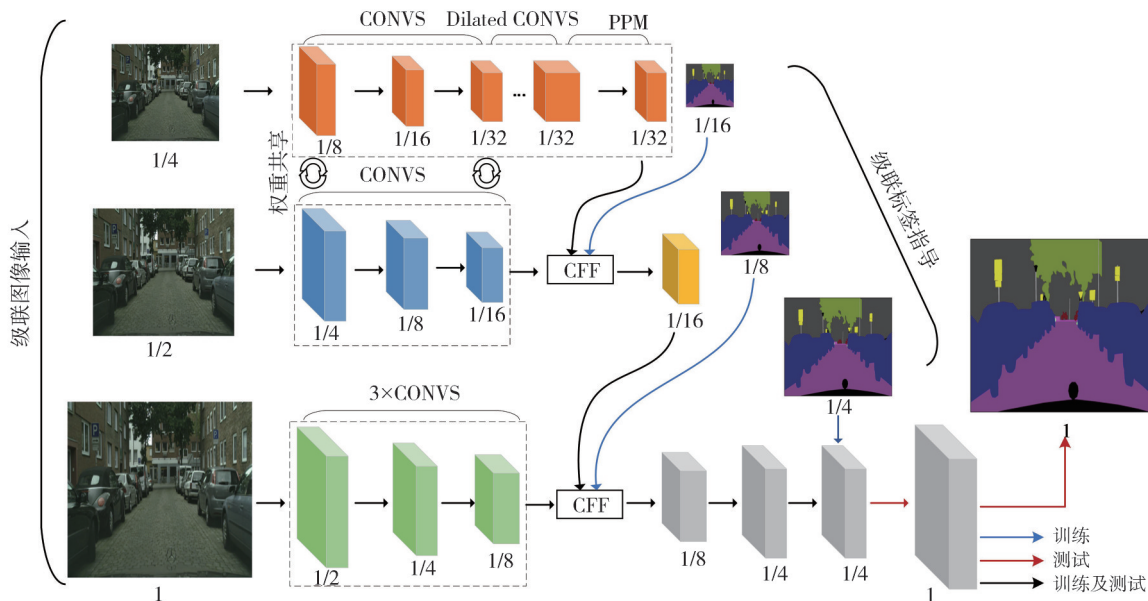 CONVS
Dilated CONVS
PPM
...
1/4
1/8
1/16
1/32
1/32
1/32
1/16
级联图像输入
权重共享
级联标签指导
CONVS
1/2
1/4
1/8
1/16
CFF
1/16
1/8
3×CONVS
1
1/2
1/4
1/8
CFF
1/8
1/4
1/4
1/4
1
1
训练
测试
训练及测试